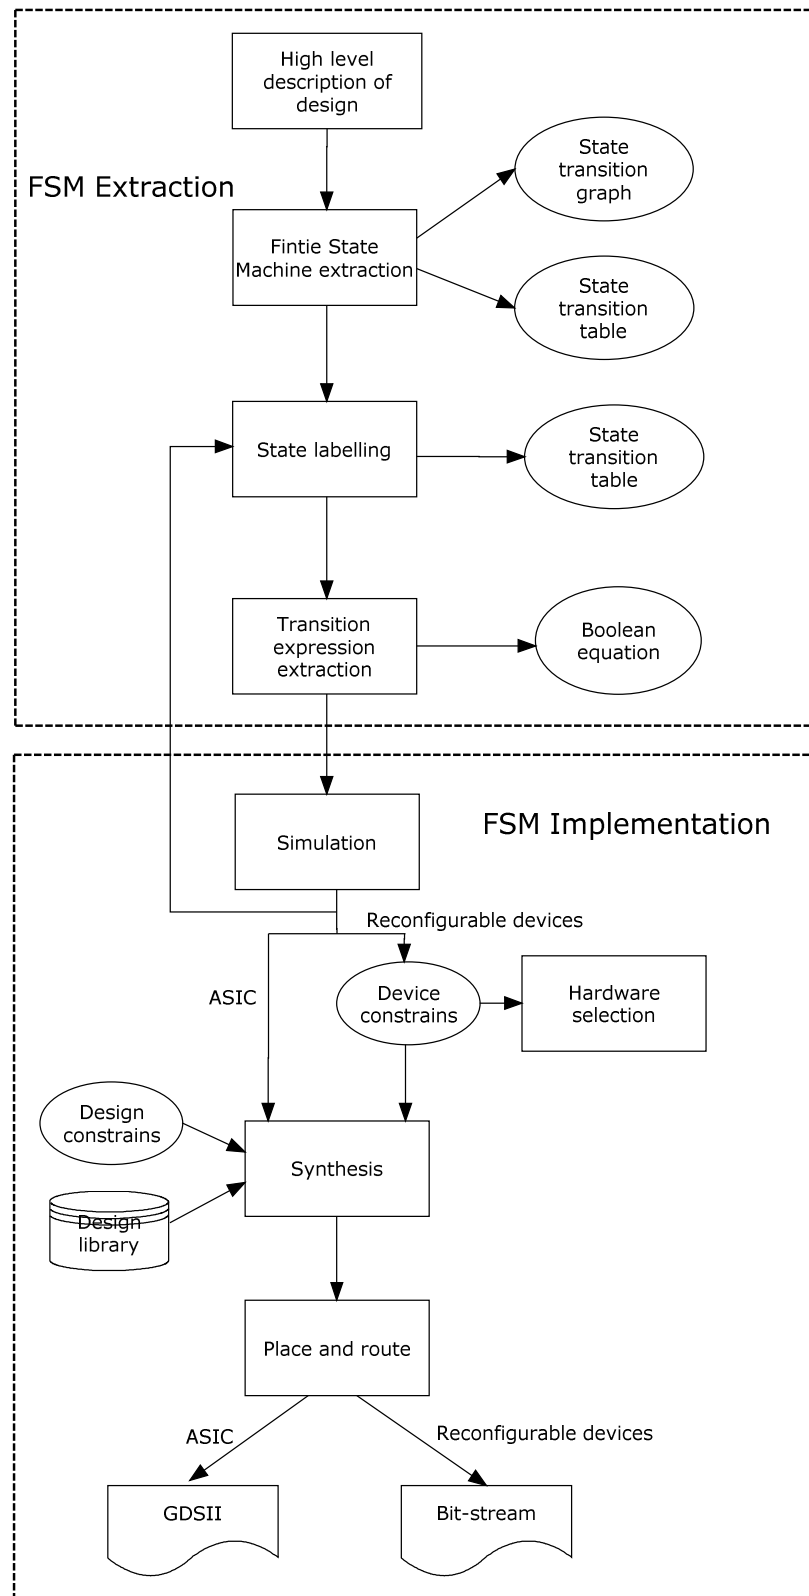 High level
description of
design
FSM Extraction
State
transition
graph
Fintie State
Machine extraction
State
transition
table
State labelling
State
transition
table
Transition
expression
extraction
Boolean
equation
FSM Implementation
Simulation
Reconfigurable devices
ASIC
Device
constrains
Hardware
selection
Design
constrains
Synthesis
Design
library
Place and route
ASIC
Reconfigurable devices
GDSII
Bit-stream